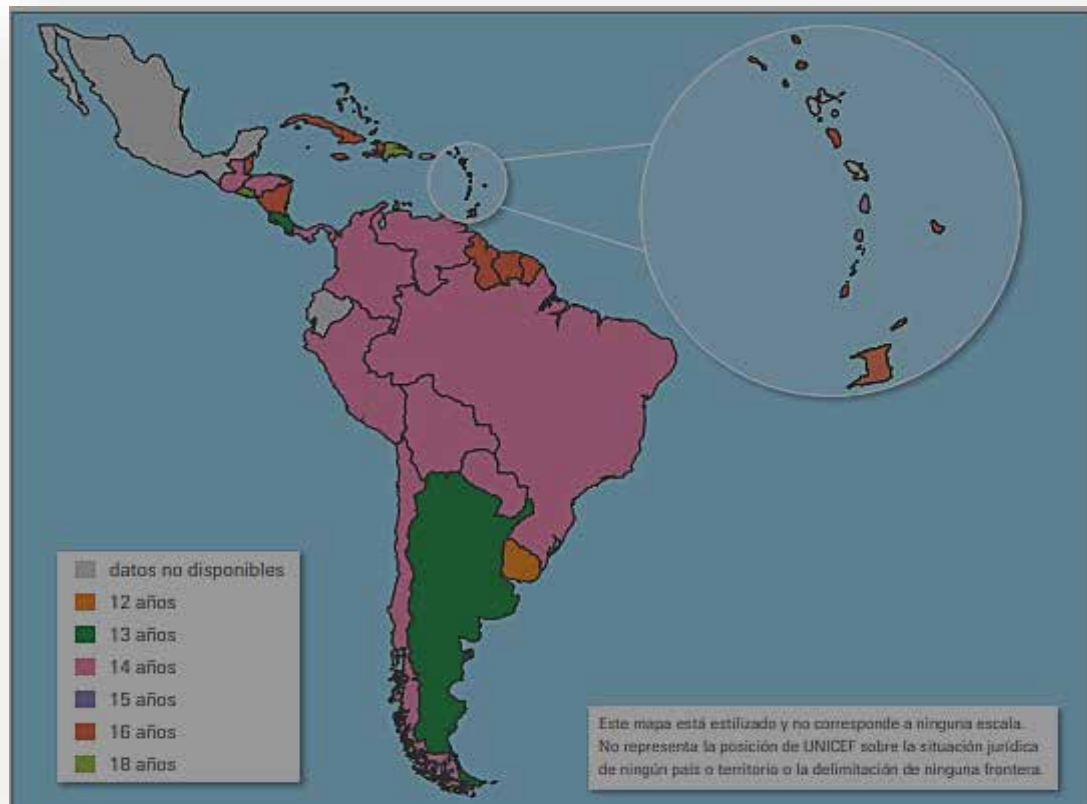 datos no disponibles
12 años
13 años
14 años
15 años
16 años
18 años
Este mapa está estilizado y no corresponde a ninguna escala.
No representa la posición de UNICEF sobre la situación jurídica
de ningún país o territorio o la delimitación de ninguna frontera.